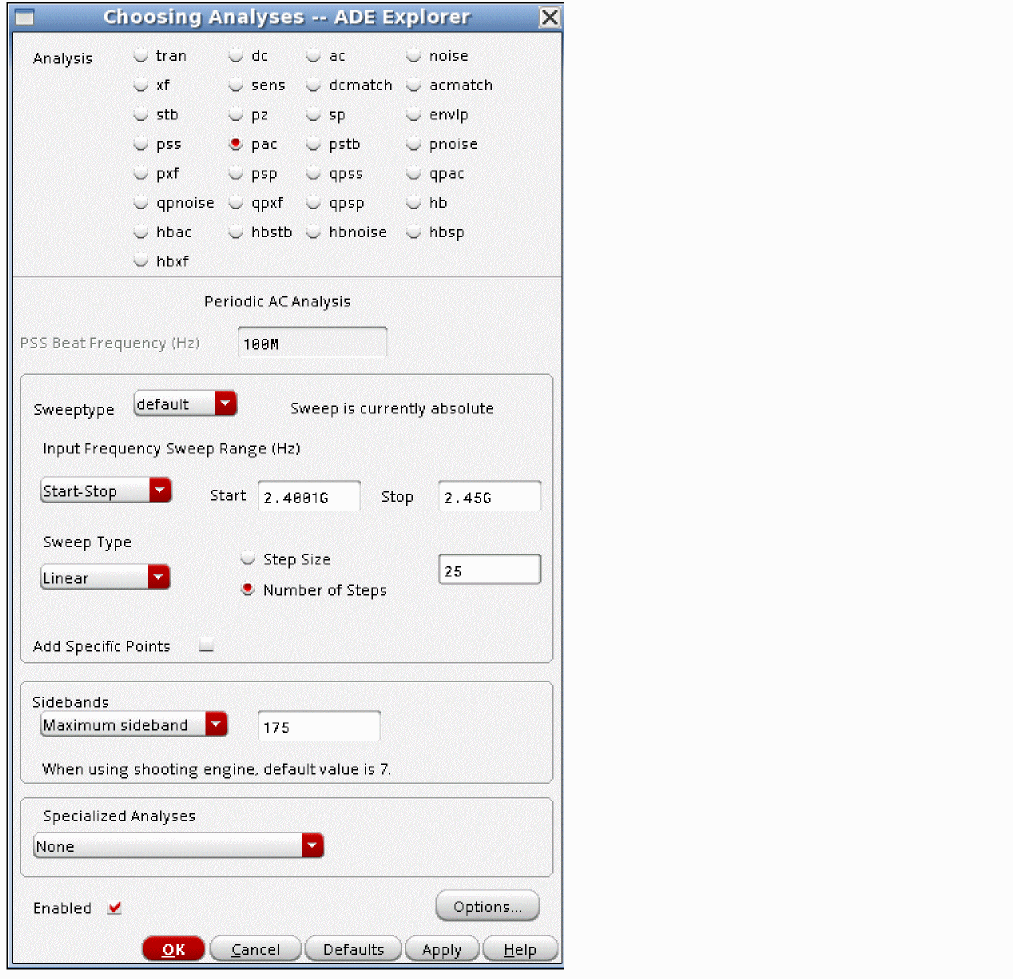 Choosing Analyses -- ADE Explorer
Analysis tran dc ac noise
xf sens dcmatch acmatch
stb pz sp envlp
pss pac pstb pnoise
pxf psp qpss qpac
qpnoise qpxf qpsp hb
hbac hbstb hbnoise hbsp
hbxf
Periodic AC Analysis
PSS Beat Frequency (Hz) 100M
Sweeptype default Sweep is currently absolute
Input Frequency Sweep Range (Hz)
Start-Stop Start 2.4001G Stop 2.45G
Sweep Type
Linear
Step Size
Number of Steps
25
Add Specific Points
Sidebands
Maximum sideband 175
When using shooting engine, default value is 7.
Specialized Analyses
None
Enabled Options...
OK Cancel Defaults Apply Help